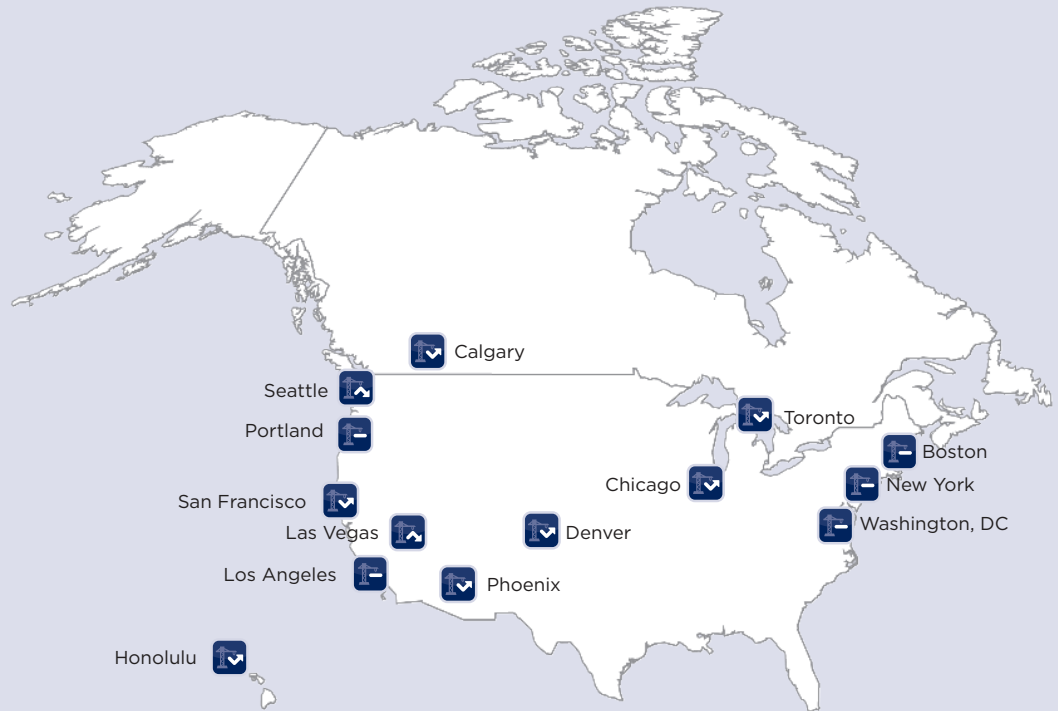 Calgary
Seattle
Toronto
Portland
Boston
Chicago
New York
San Francisco
Washington, DC
Las Vegas
Denver
Los Angeles
Phoenix
Honolulu